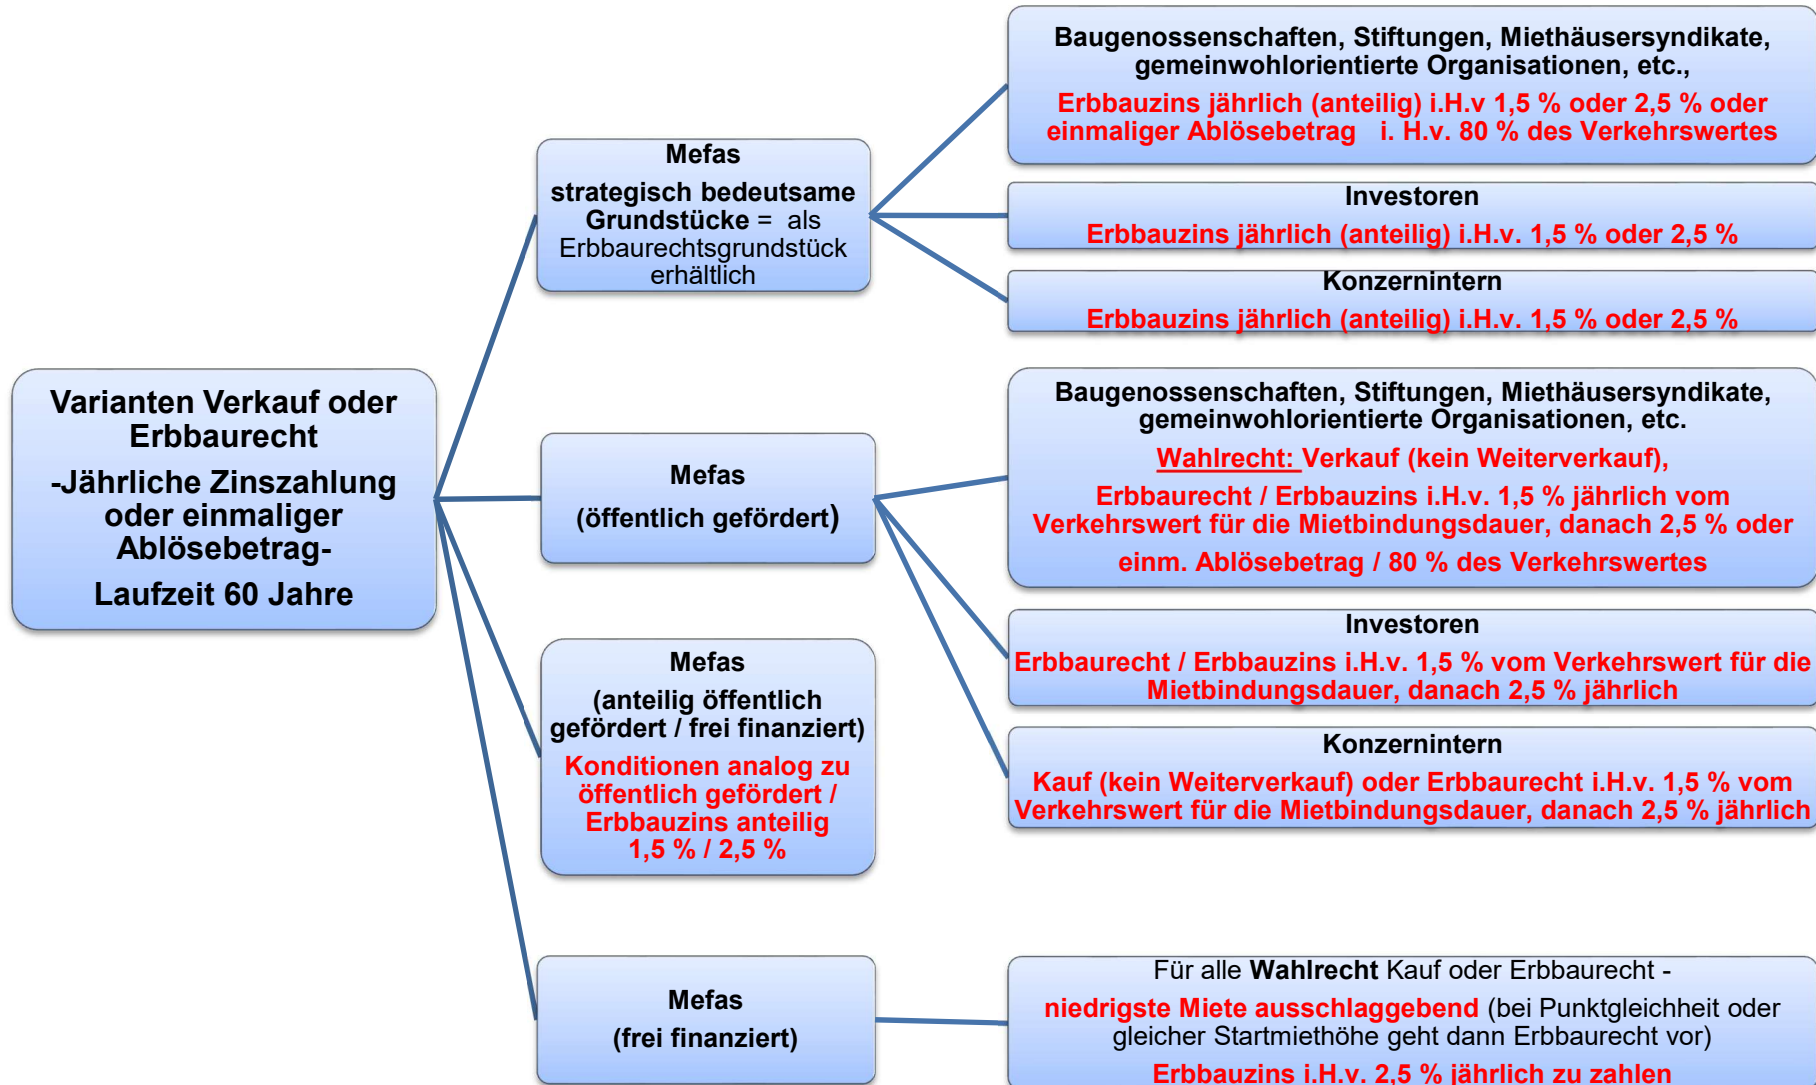 Varianten Verkauf oder
Erbbaurecht
-Jährliche Zinszahlung
oder einmaliger
Ablösebetrag-
Laufzeit 60 Jahre
Mefas
strategisch bedeutsame
Grundstücke = als
Erbbaurechtsgrundstück
erhältlich
Baugenossenschaften, Stiftungen, Miethäusersyndikate,
gemeinwohlorientierte Organisationen, etc.,
Erbbauzins jährlich (anteilig) i.H.v 1,5 % oder 2,5 % oder
einmaliger Ablösebetrag i. H.v. 80 % des Verkehrswertes
Investoren
Erbbauzins jährlich (anteilig) i.H.v. 1,5 % oder 2,5 %
Konzernintern
Erbbauzins jährlich (anteilig) i.H.v. 1,5 % oder 2,5 %
Mefas
(öffentlich gefördert)
Baugenossenschaften, Stiftungen, Miethäusersyndikate,
gemeinwohlorientierte Organisationen, etc.
Wahlrecht: Verkauf (kein Weiterverkauf),
Erbbaurecht / Erbbauzins i.H.v. 1,5 % jährlich vom
Verkehrswert für die Mietbindungsdauer, danach 2,5 % oder
einm. Ablösebetrag / 80 % des Verkehrswertes
Investoren
Erbbaurecht / Erbbauzins i.H.v. 1,5 % vom Verkehrswert für die
Mietbindungsdauer, danach 2,5 % jährlich
Konzernintern
Kauf (kein Weiterverkauf) oder Erbbaurecht i.H.v. 1,5 % vom
Verkehrswert für die Mietbindungsdauer, danach 2,5 % jährlich
Mefas
(anteilig öffentlich
gefördert / frei finanziert)
Konditionen analog zu
öffentlich gefördert /
Erbbauzins anteilig
1,5 % / 2,5 %
Mefas
(frei finanziert)
Für alle Wahlrecht Kauf oder Erbbaurecht -
niedrigste Miete ausschlaggebend (bei Punktgleichheit oder
gleicher Startmiethöhe geht dann Erbbaurecht vor)
Erbbauzins i.H.v. 2,5 % jährlich zu zahlen